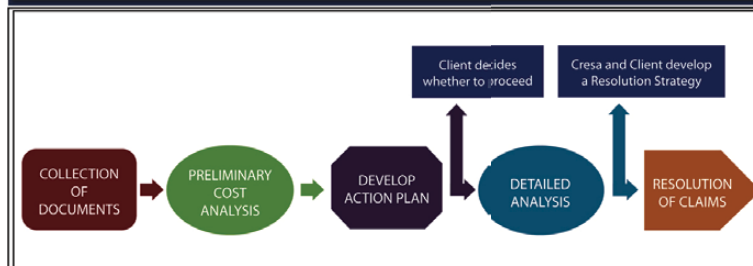 Client decides
whether to proceed
Cresa and Client develop
a Resolution Strategy
COLLECTION
OF
DOCUMENTS
PRELIMINARY
COST
ANALYSIS
DEVELOP
ACTION PLAN
DETAILED
ANALYSIS
RESOLUTION
OF CLAIMS